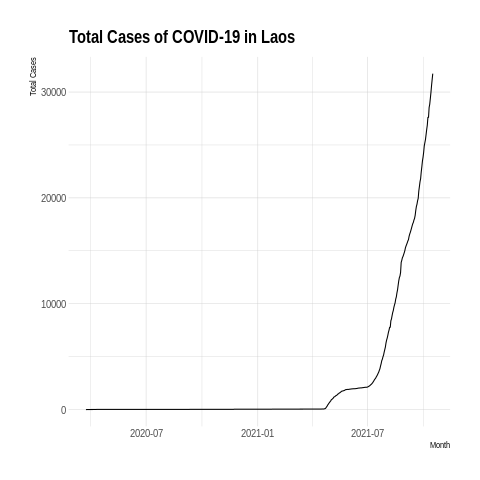 Total Cases of COVID-19 in Laos
Total Cases
30000
20000
10000
0
2020-07
2021-01
2021-07
Month